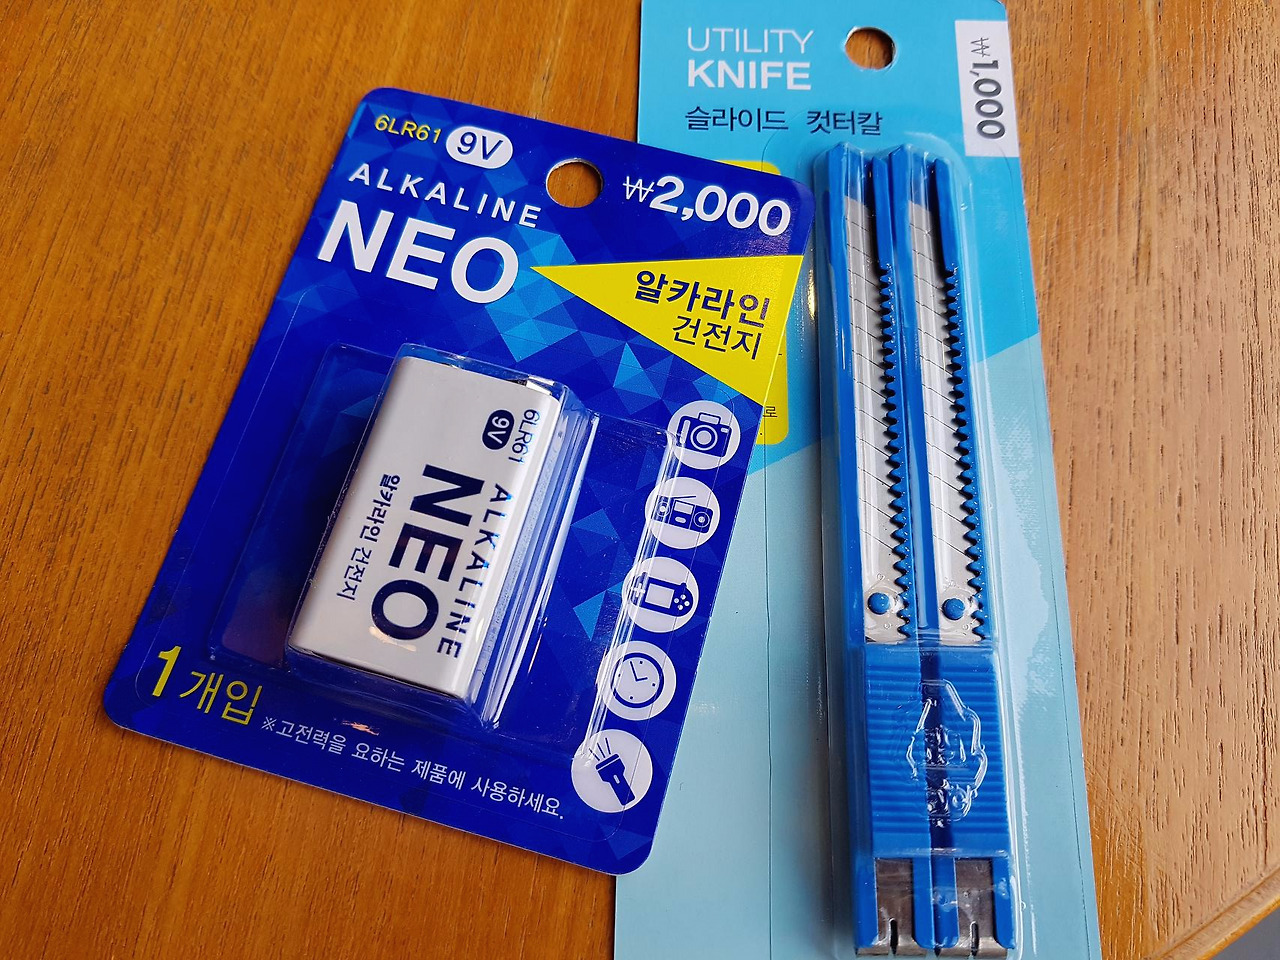 6LR61 9V
ALKALINE
NEO
₩2,000
알카라인
건전지
6LR61
9V
ALKALINE
NEO
알카라인 건전지
1개입
※고전력을 요하는 제품에 사용하세요.
UTILITY
KNIFE
슬라이드 컷터칼
₩1,000
로